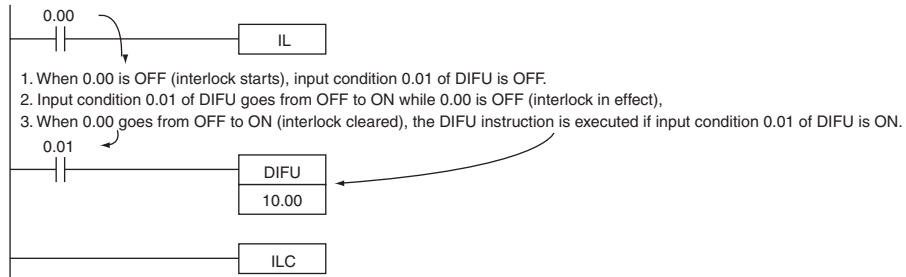 0.00
IL
1. When 0.00 is OFF (interlock starts), input condition 0.01 of DIFU is OFF.
2. Input condition 0.01 of DIFU goes from OFF to ON while 0.00 is OFF (interlock in effect),
3. When 0.00 goes from OFF to ON (interlock cleared), the DIFU instruction is executed if input condition 0.01 of DIFU is ON.
0.01
DIFU
10.00
ILC